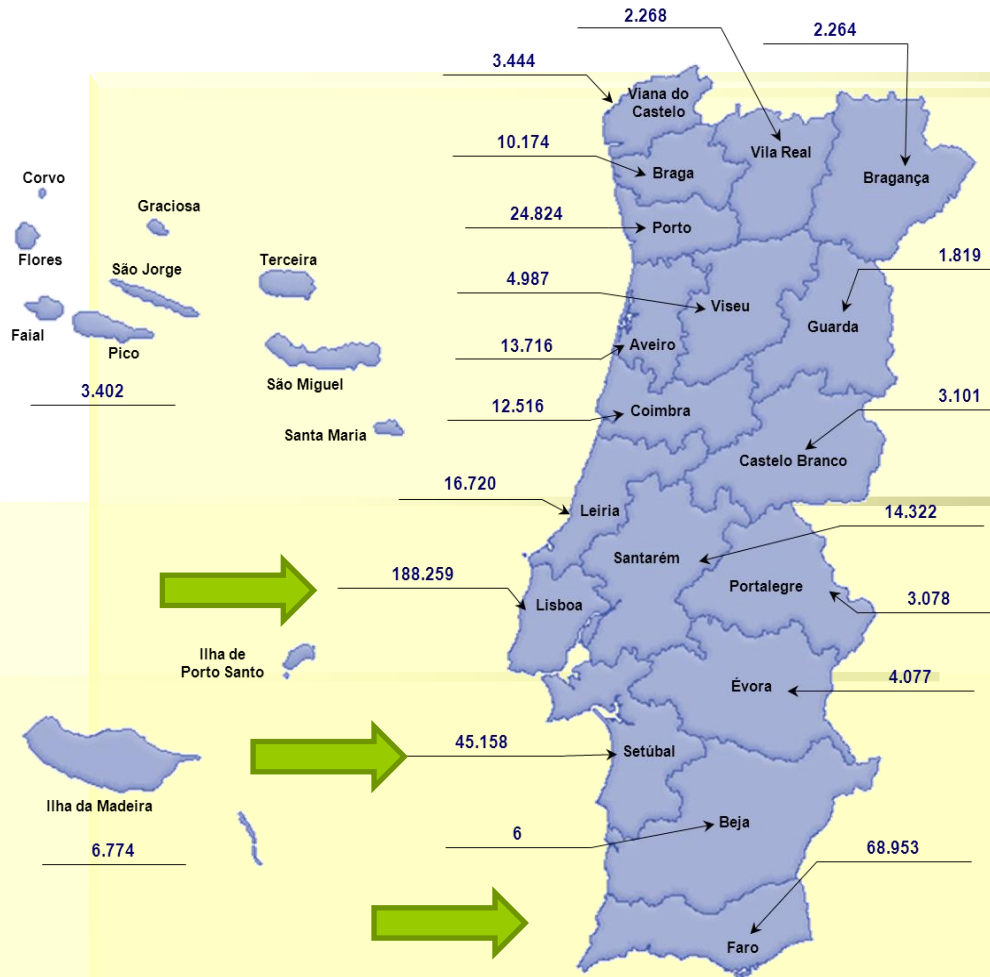 2.268
2.264
3.444
Viana do
Castelo
10.174
Vila Real
Braga
Bragança
Corvo
Graciosa
24.824
Porto
Flores
São Jorge
Terceira
1.819
4.987
Viseu
Guarda
Faial
Pico
Aveiro
13.716
São Miguel
3.402
12.516
Coimbra
3.101
Santa Maria
Castelo Branco
16.720
Leiria
14.322
Santarém
188.259
Lisboa
Portalegre
3.078
Ilha de
Porto Santo
Évora
4.077
45.158
Setúbal
Ilha da Madeira
Beja
6
6.774
68.953
Faro